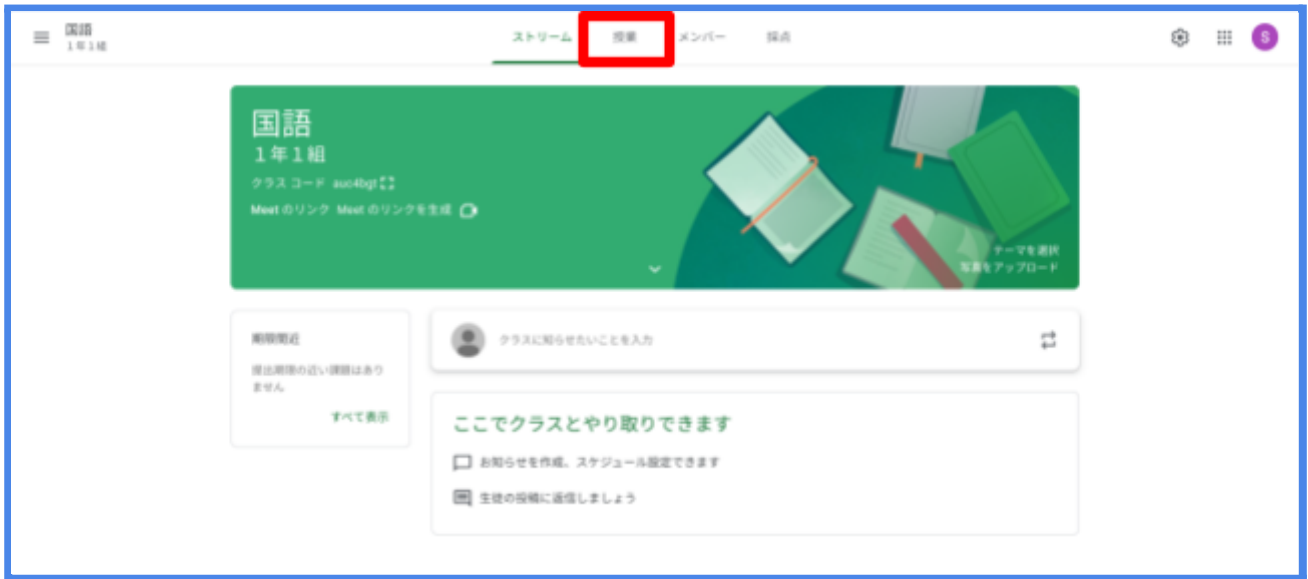 国語
1年1組
ストリーム 授業 メンバー 採点
S
国語
1年1組
クラス コード auc4bgt
Meet のリンク Meet のリンクを生成
テーマを選択
写真をアップロード
期限間近
提出期限の近い課題はあり
ません
すべて表示
クラスに知らせたいことを入力
ここでクラスとやり取りできます
お知らせを作成、スケジュール設定できます
生徒の投稿に返信しましょう